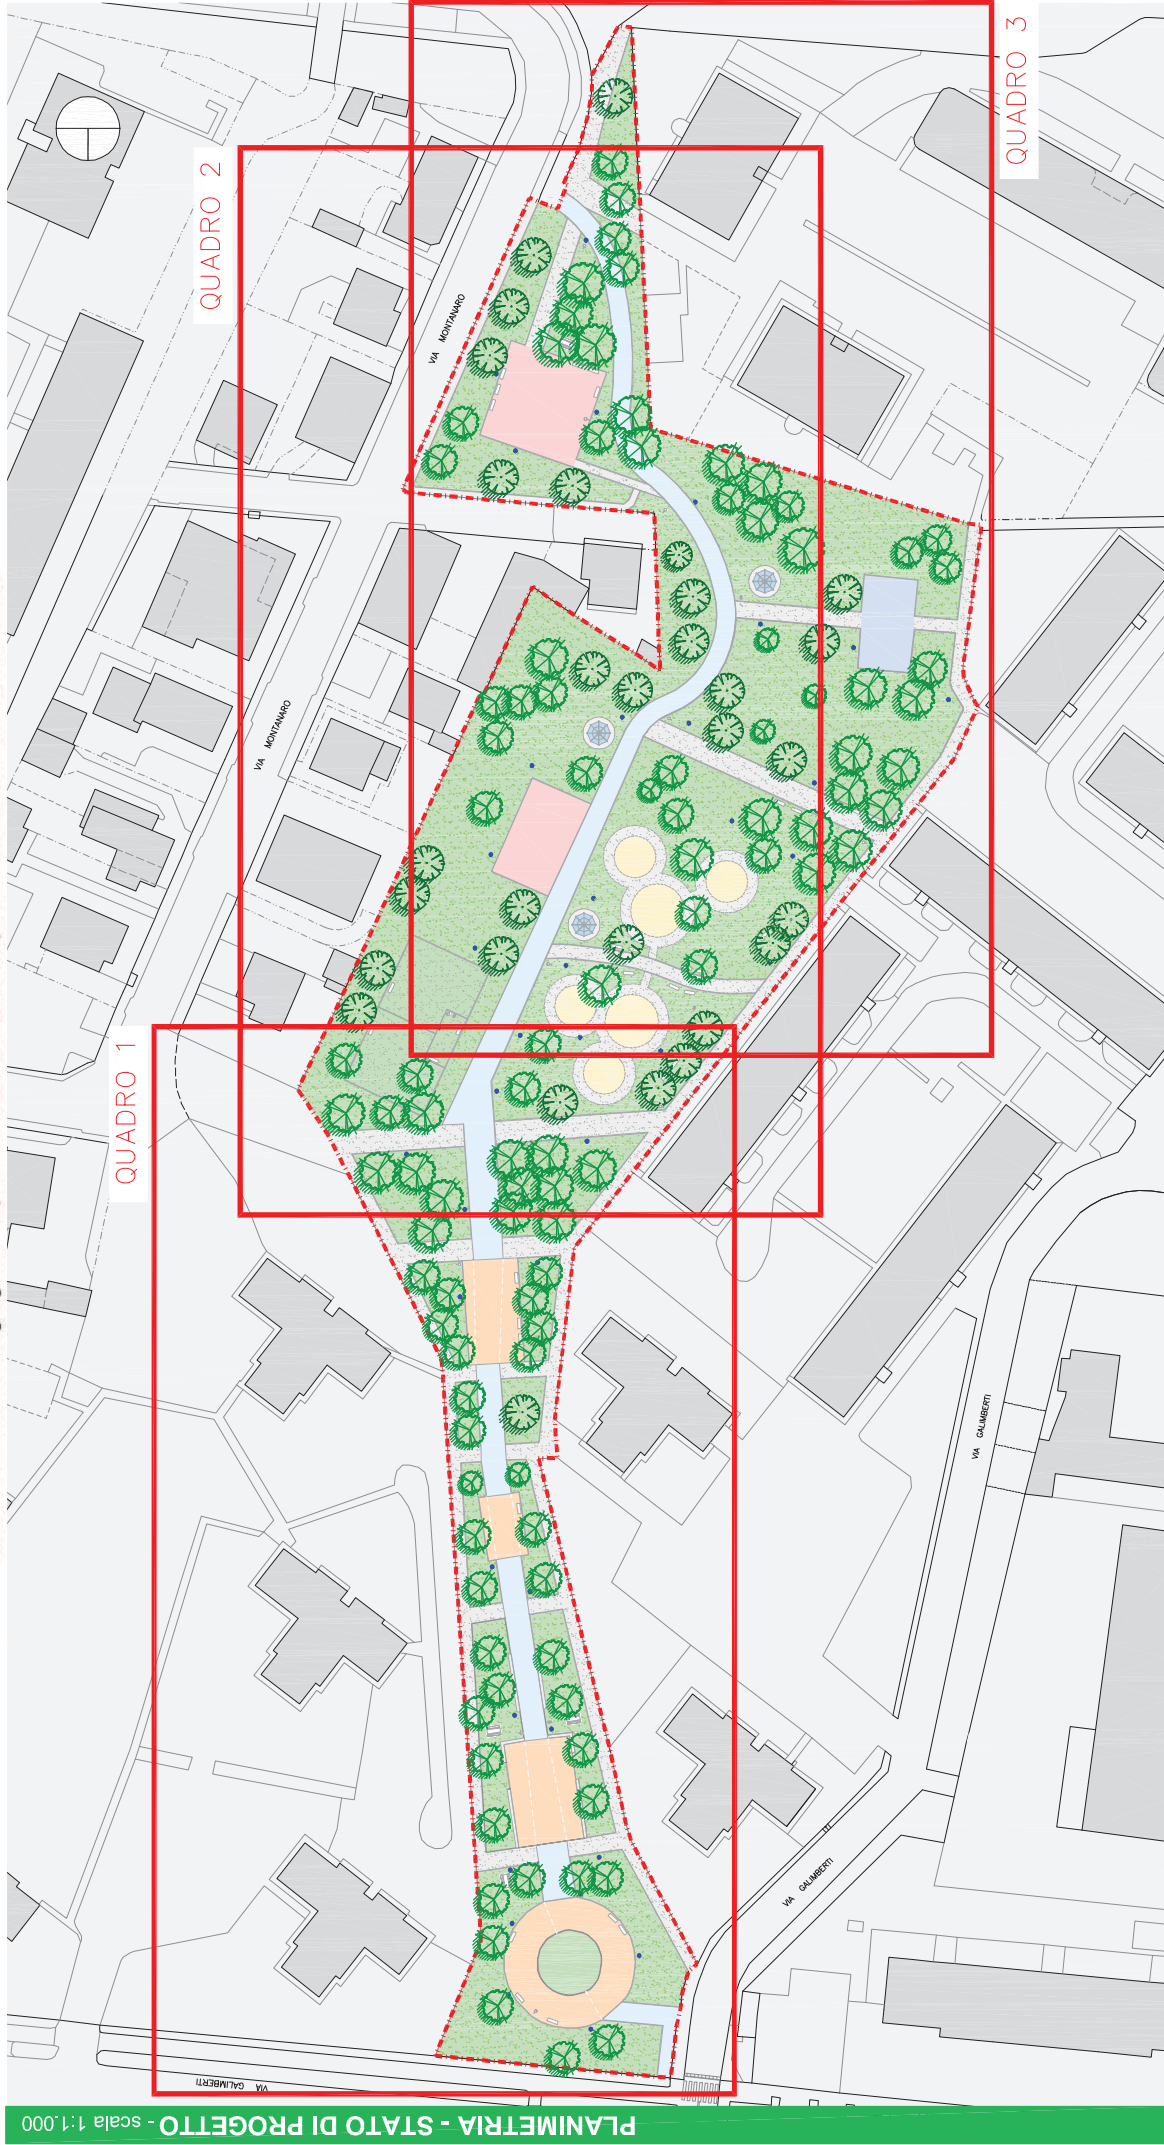 QUADRO 3
QUADRO 2
VIA MONTANARO
VIA MONTANARO
QUADRO 1
VIA GALIMBERTI
VIA GALIMBERTI
VIA GALIMBERTI
PLANIMETRIA - STATO DI PROGETTO - scala 1:1.000